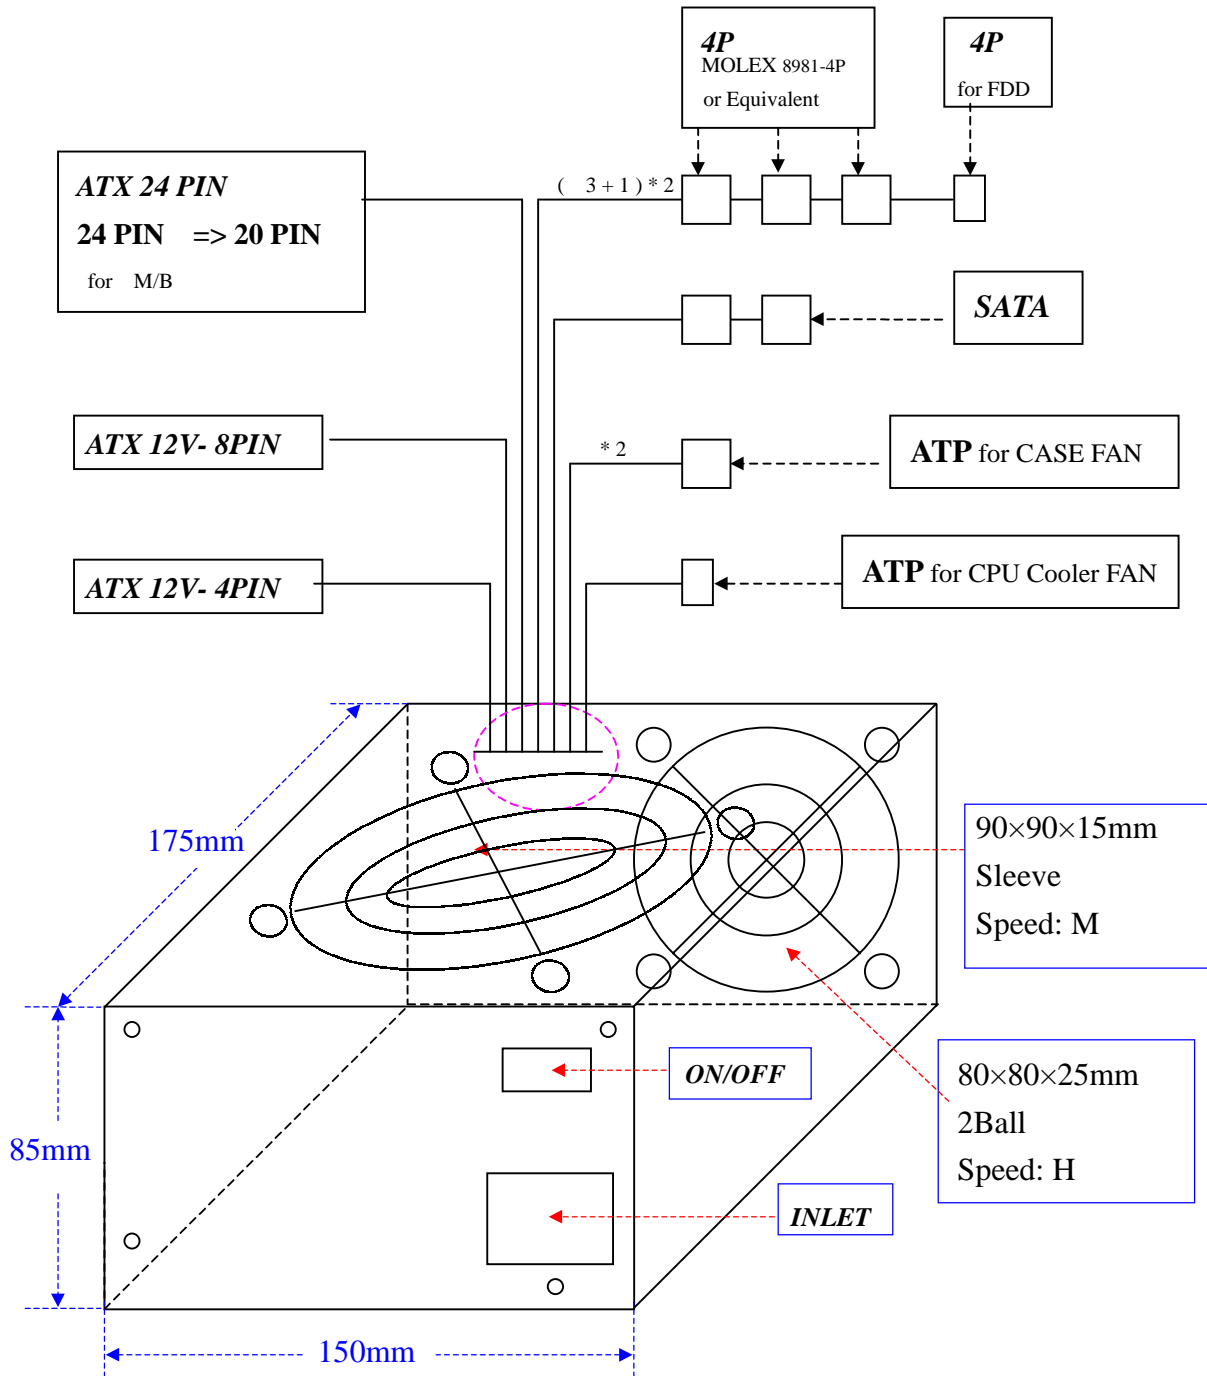 4P
MOLEX 8981-4P
or Equivalent
4P
for FDD
ATX 24 PIN
24 PIN => 20 PIN
for M/B
( 3 + 1 ) * 2
SATA
ATX 12V- 8PIN
* 2
ATP for CASE FAN
ATX 12V- 4PIN
ATP for CPU Cooler FAN
175mm
90×90×15mm
Sleeve
Speed: M
ON/OFF
80×80×25mm
2Ball
Speed: H
85mm
INLET
150mm